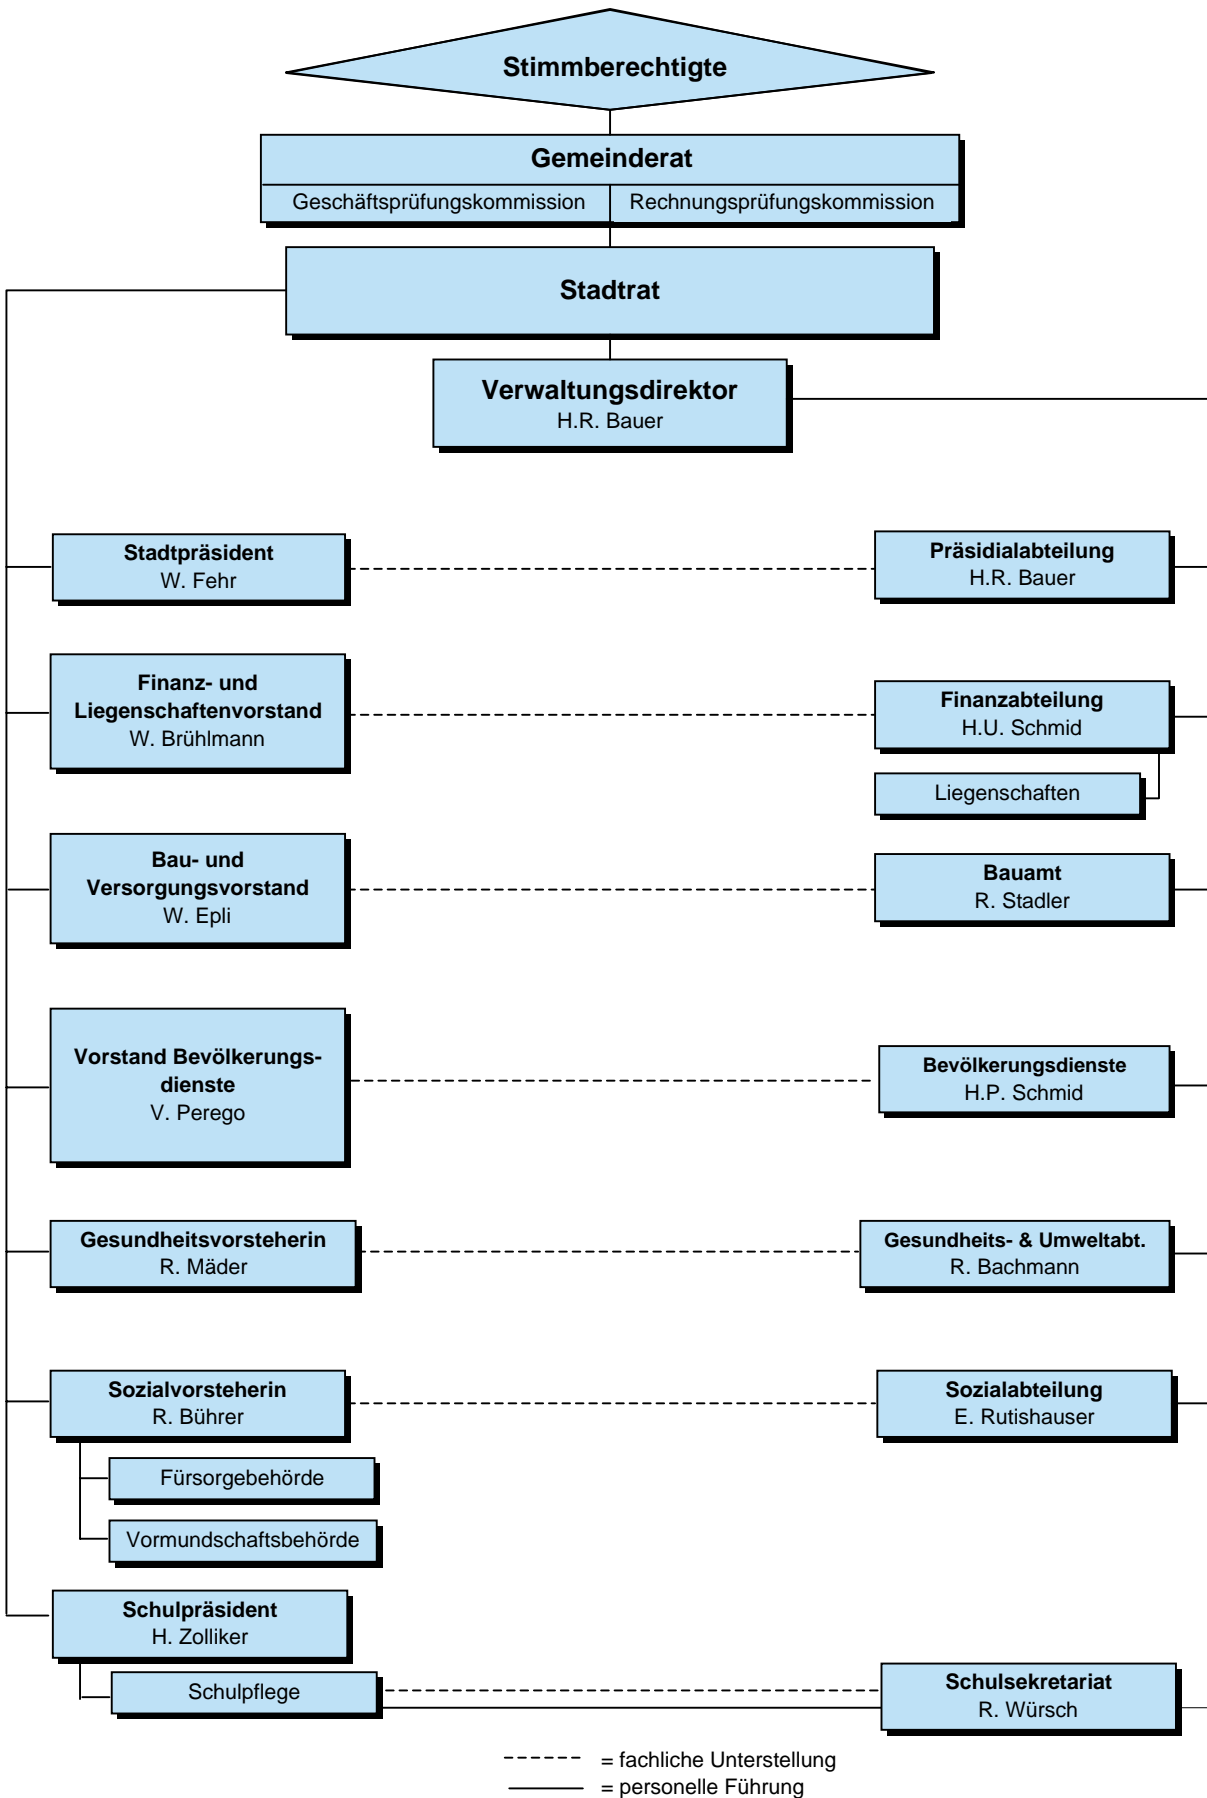 Stimmberechtigte
Gemeinderat
Geschäftsprüfungskommission
Rechnungsprüfungskommission
Stadtrat
Verwaltungsdirektor
H.R. Bauer
Stadtpräsident
W. Fehr
Präsidialabteilung
H.R. Bauer
Finanz- und
Liegenschaftenvorstand
W. Brühlmann
Finanzabteilung
H.U. Schmid
Liegenschaften
Bau- und
Versorgungsvorstand
W. Epli
Bauamt
R. Stadler
Vorstand Bevölkerungs-
dienste
V. Perego
Bevölkerungsdienste
H.P. Schmid
Gesundheitsvorsteherin
R. Mäder
Gesundheits- & Umweltabt.
R. Bachmann
Sozialvorsteherin
R. Bührer
Sozialabteilung
E. Rutishauser
Fürsorgebehörde
Vormundschaftsbehörde
Schulpräsident
H. Zolliker
Schulpflege
Schulsekretariat
R. Würsch
= fachliche Unterstellung
= personelle Führung